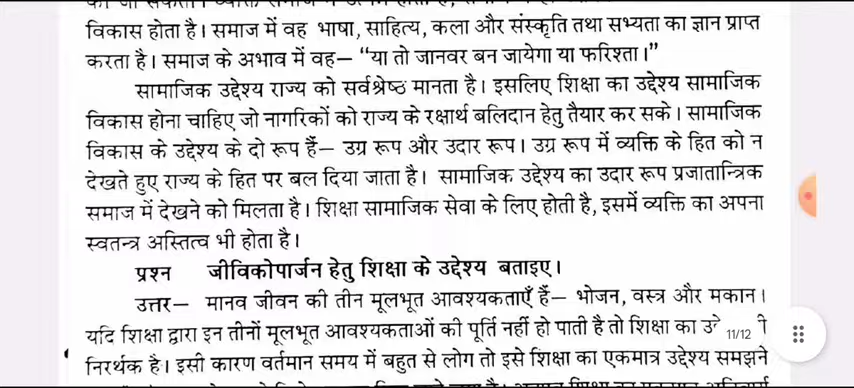 विकास होता है। समाज में वह भाषा, साहित्य, कला और संस्कृति तथा सभ्यता का ज्ञान प्राप्त
करता है। समाज के अभाव में वह— “या तो जानवर बन जायेगा या फरिश्ता।”
सामाजिक उद्देश्य राज्य को सर्वश्रेष्ठ मानता है। इसलिए शिक्षा का उद्देश्य सामाजिक
विकास होना चाहिए जो नागरिकों को राज्य के रक्षार्थ बलिदान हेतु तैयार कर सके। सामाजिक
विकास के उद्देश्य के दो रूप हैं— उग्र रूप और उदार रूप। उग्र रूप में व्यक्ति के हित को न
देखते हुए राज्य के हित पर बल दिया जाता है। सामाजिक उद्देश्य का उदार रूप प्रजातान्त्रिक
समाज में देखने को मिलता है। शिक्षा सामाजिक सेवा के लिए होती है, इसमें व्यक्ति का अपना
स्वतन्त्र अस्तित्व भी होता है।
प्रश्न जीविकोपार्जन हेतु शिक्षा के उद्देश्य बताइए।
उत्तर— मानव जीवन की तीन मूलभूत आवश्यकताएँ हैं— भोजन, वस्त्र और मकान।
यदि शिक्षा द्वारा इन तीनों मूलभूत आवश्यकताओं की पूर्ति नहीं हो पाती है तो शिक्षा का 11/12
निरर्थक है। इसी कारण वर्तमान समय में बहुत से लोग तो इसे शिक्षा का एकमात्र उद्देश्य समझने